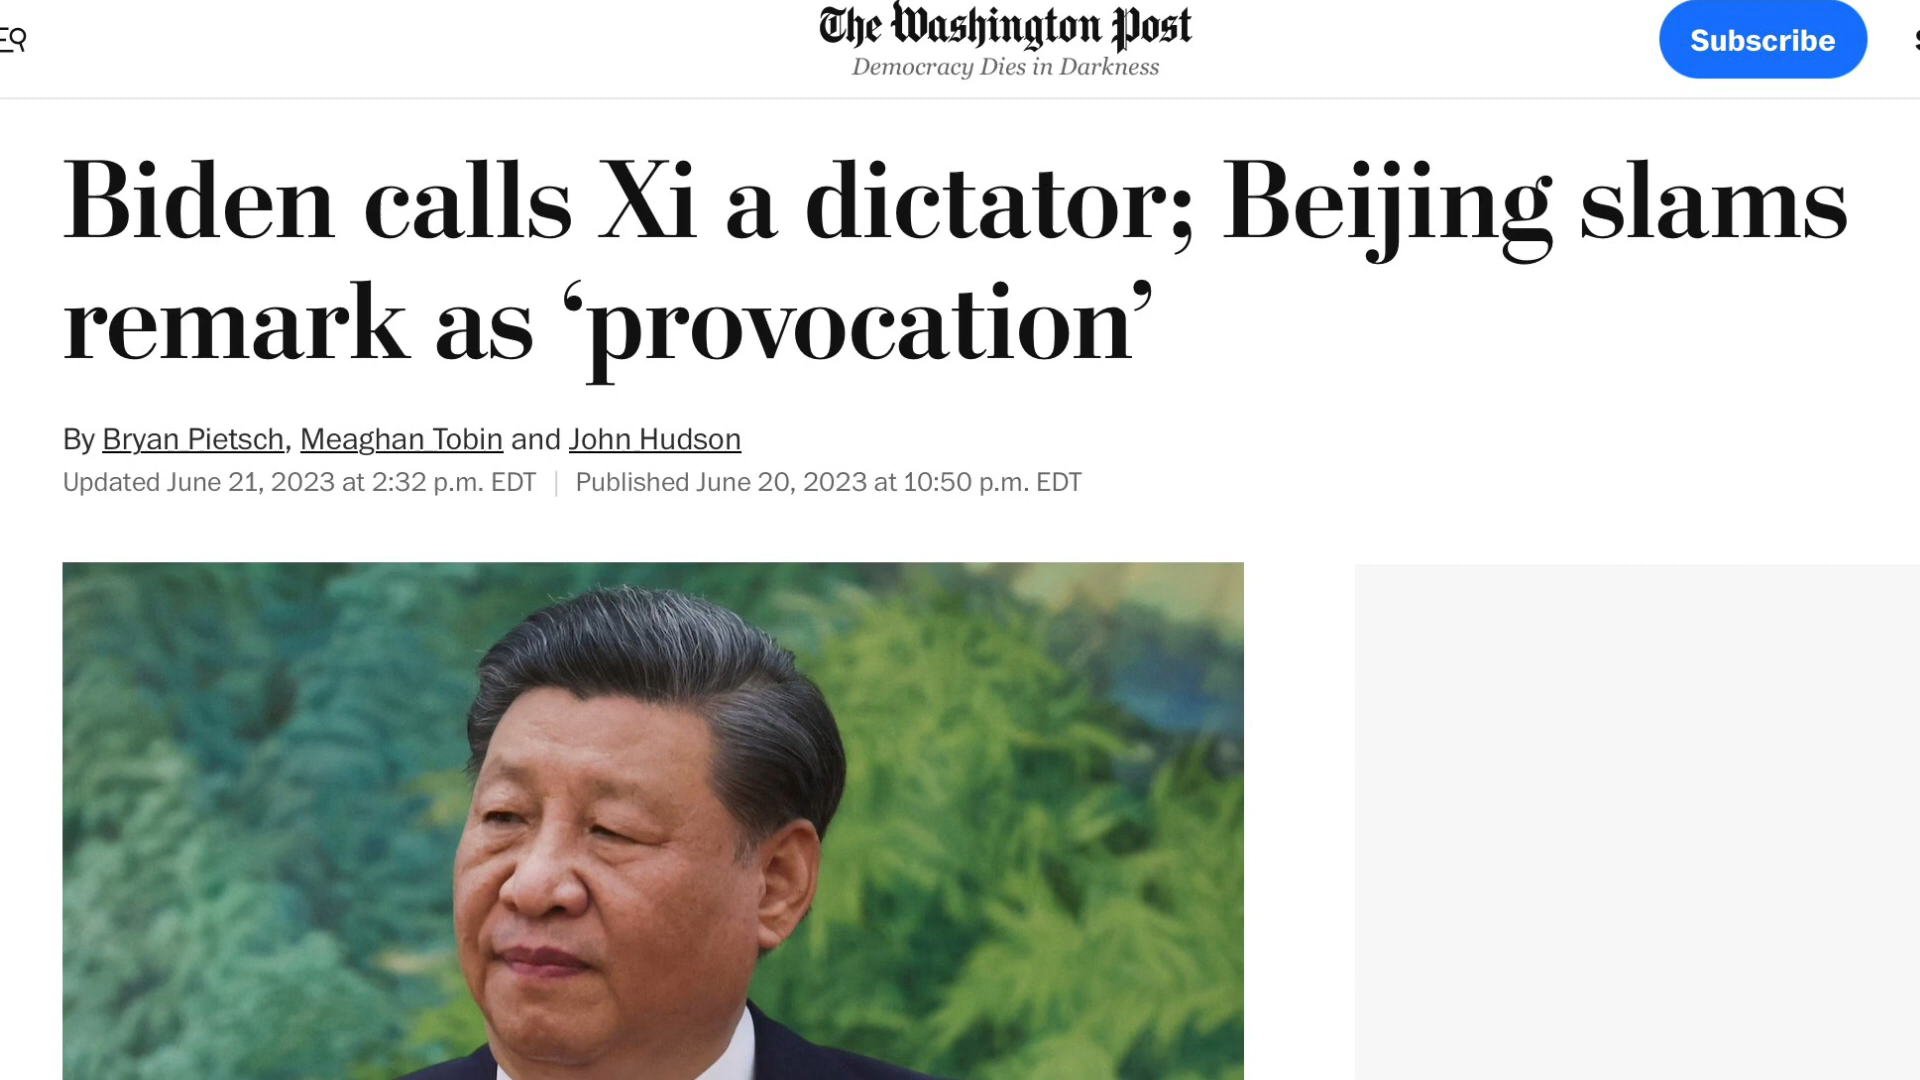 The Washington Post
Democracy Dies in Darkness
Subscribe
Biden calls Xi a dictator; Beijing slams
remark as ‘provocation’
By Bryan Pietsch, Meaghan Tobin and John Hudson
Updated June 21, 2023 at 2:32 p.m. EDT | Published June 20, 2023 at 10:50 p.m. EDT